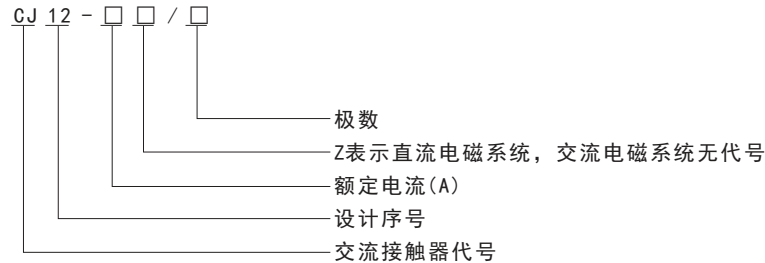 CJ 12 - □ □ / □
极数
Z表示直流电磁系统，交流电磁系统无代号
额定电流(A)
设计序号
交流接触器代号